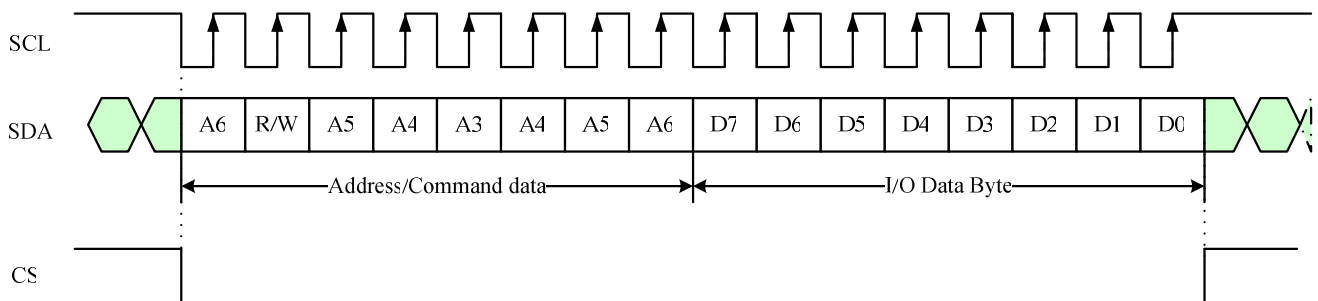 SCL
SDA A6 R/W A5 A4 A3 A4 A5 A6 D7 D6 D5 D4 D3 D2 D1 D0
Address/Command data I/O Data Byte
CS